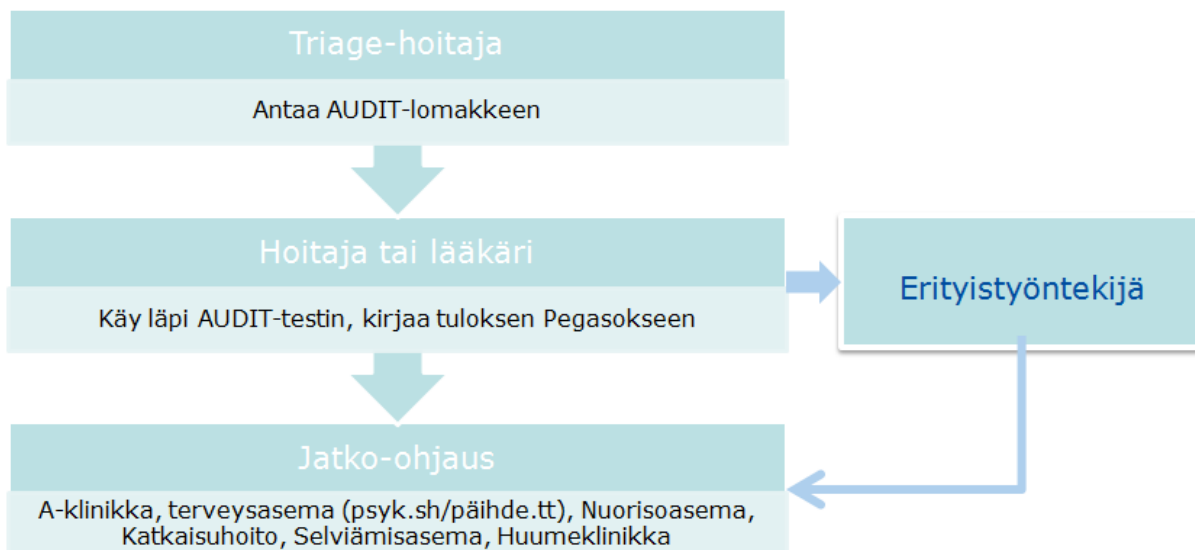 Triage-hoitaja
Antaa AUDIT-lomakkeen
Hoitaja tai lääkäri
Käy läpi AUDIT-testin, kirjaa tuloksen Pegasokseen
Erityistyöntekijä
Jatko-ohjaus
A-klinikka, terveysasema (psyk.sh/päihde.tt), Nuorisoasema,
Katkaisuhoito, Selviämisasema, Huumeklinikka